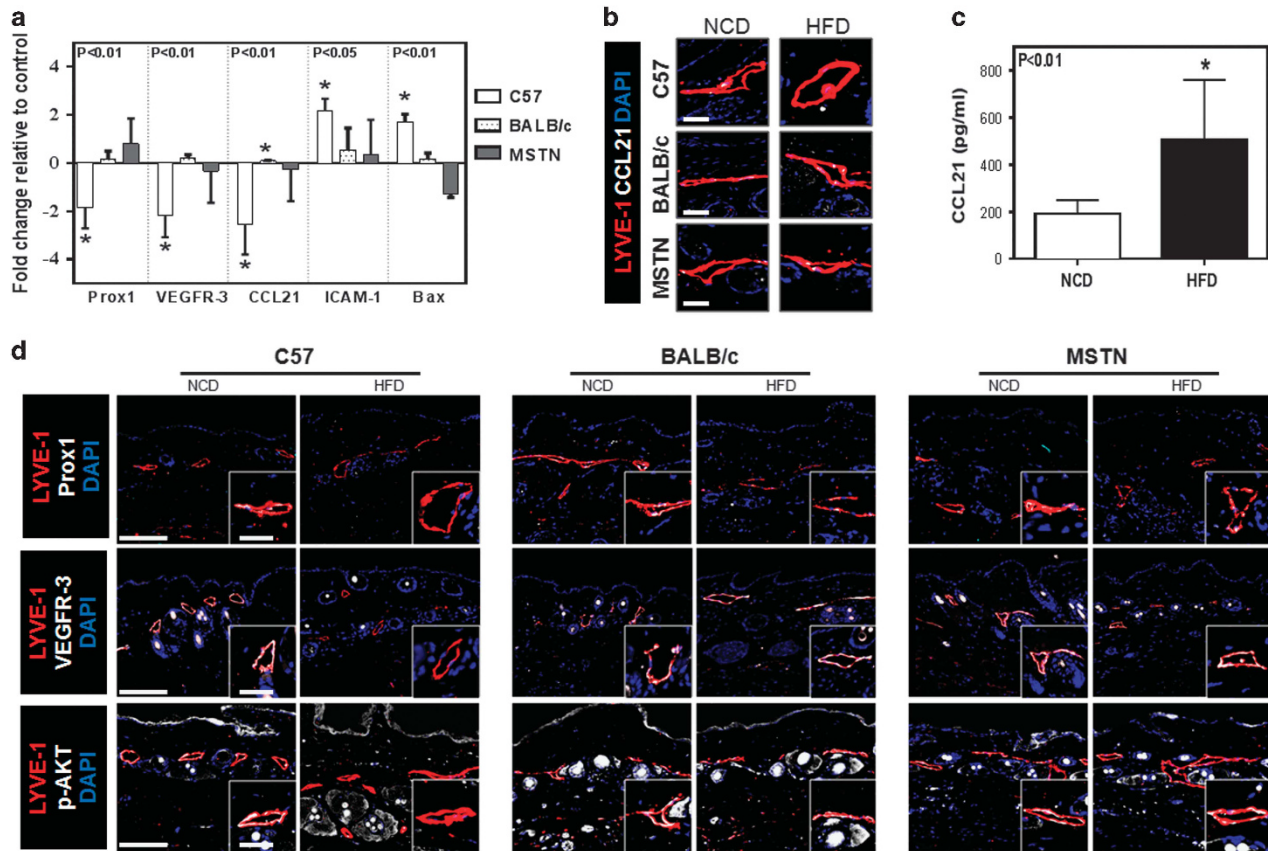 a
P<0.01 P<0.01 P<0.01 P<0.05 P<0.01
Fold change relative to control
4
2
0
-2
-4
* * * * * *
Prox1 VEGFR-3 CCL21 ICAM-1 Bax
C57
BALB/c
MSTN
b
NCD HFD
LYVE-1 CCL21 DAPI
C57
BALB/c
MSTN
c
P<0.01
*
CCL21 (pg/ml)
800
600
400
200
0
NCD HFD
d
C57 BALB/c MSTN
NCD HFD NCD HFD NCD HFD
LYVE-1
Prox1
DAPI
LYVE-1
VEGFR-3
DAPI
LYVE-1
p-AKT
DAPI